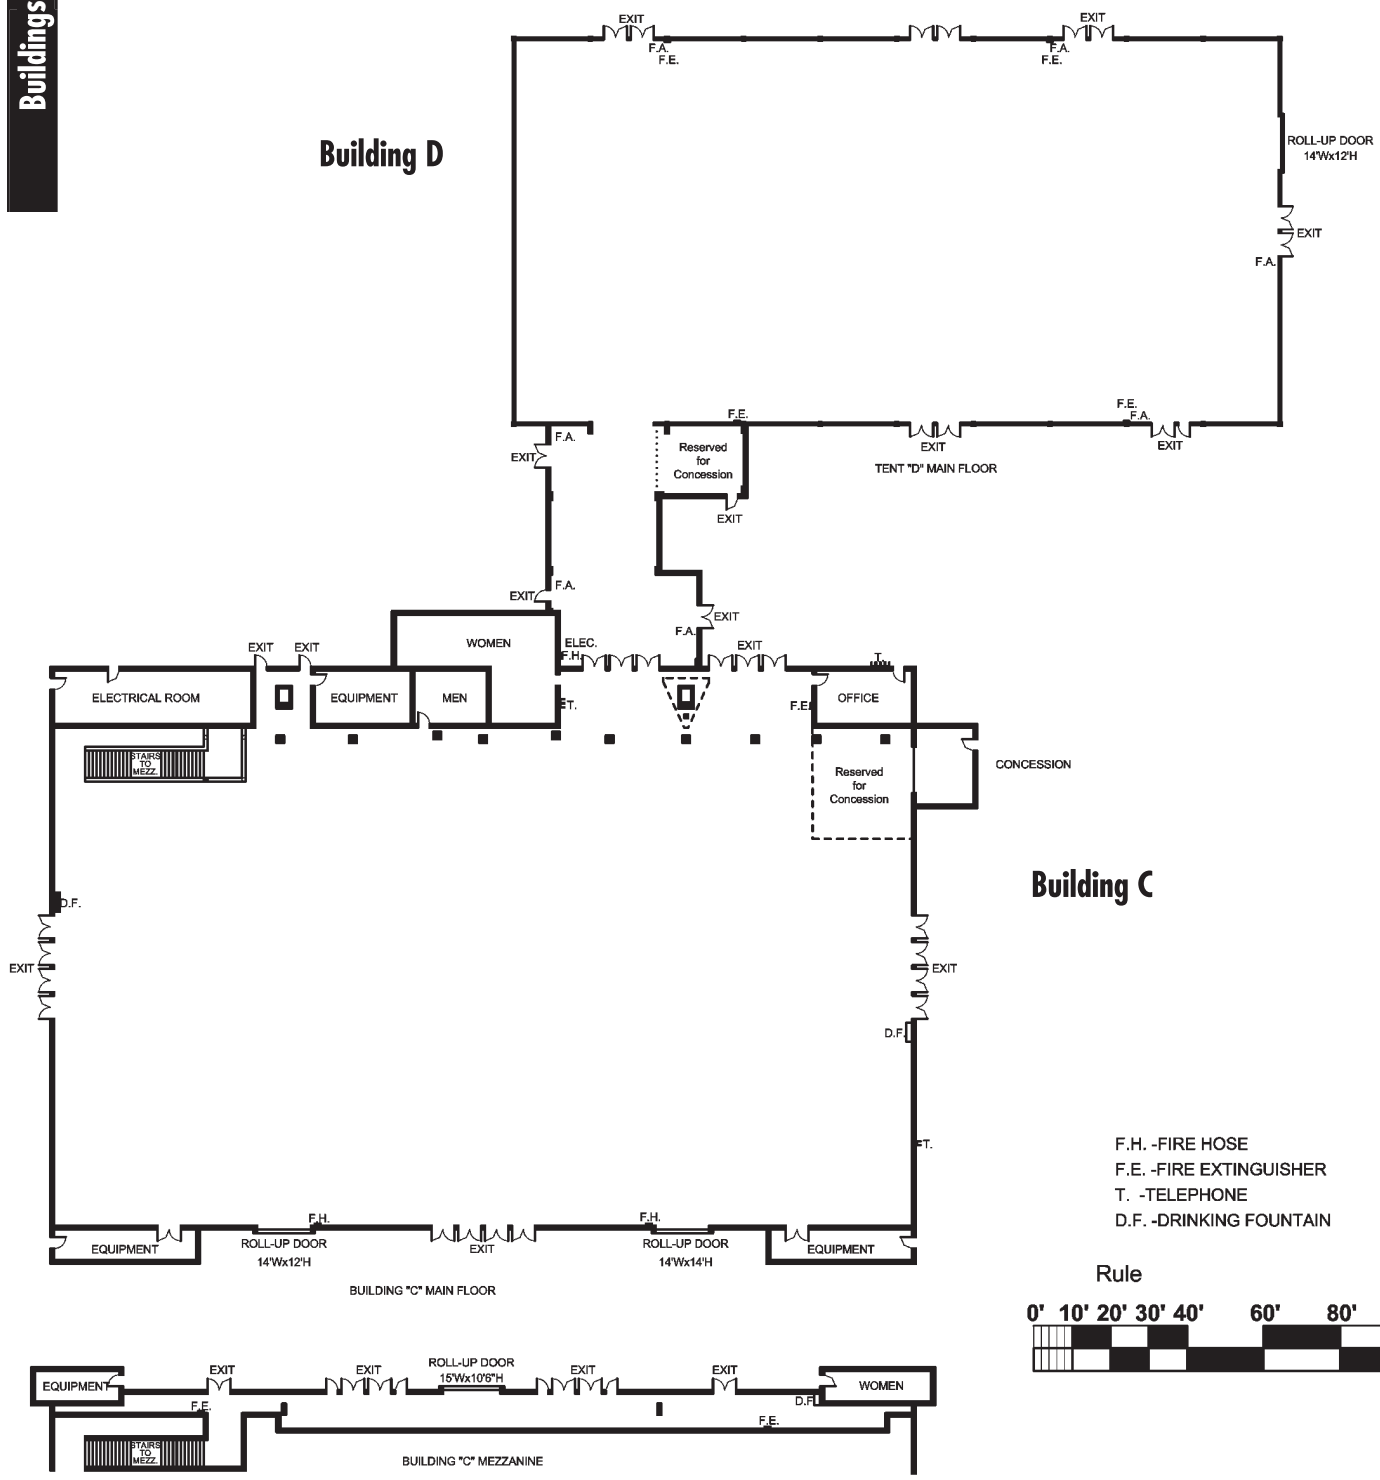 Buildings
EXIT
EXIT
F.A.
F.E.
F.A.
F.E.
Building D
ROLL-UP DOOR
14'Wx12'H
EXIT
F.A.
F.E.
F.A.
F.E.
F.A.
EXIT
Reserved
for
Concession
EXIT
EXIT
EXIT
TENT "D" MAIN FLOOR
EXIT
F.A.
EXIT
EXIT
F.A.
WOMEN
ELEC.
F.H.
EXIT
EXIT
EXIT
T.
ELECTRICAL ROOM
EQUIPMENT
MEN
T.
F.E.
OFFICE
STAIRS
TO
MEZZ.
Reserved
for
Concession
CONCESSION
Building C
D.F.
EXIT
EXIT
D.F.
T.
F.H. -FIRE HOSE
F.E. -FIRE EXTINGUISHER
T. -TELEPHONE
D.F. -DRINKING FOUNTAIN
F.H.
F.H.
EQUIPMENT
ROLL-UP DOOR
14'Wx12'H
EXIT
ROLL-UP DOOR
14'Wx14'H
EQUIPMENT
BUILDING "C" MAIN FLOOR
Rule
0' 10' 20' 30' 40' 60' 80'
EQUIPMENT
EXIT
EXIT
ROLL-UP DOOR
15'Wx10'6"H
EXIT
EXIT
WOMEN
D.F.
F.E.
F.E.
STAIRS
TO
MEZZ.
BUILDING "C" MEZZANINE